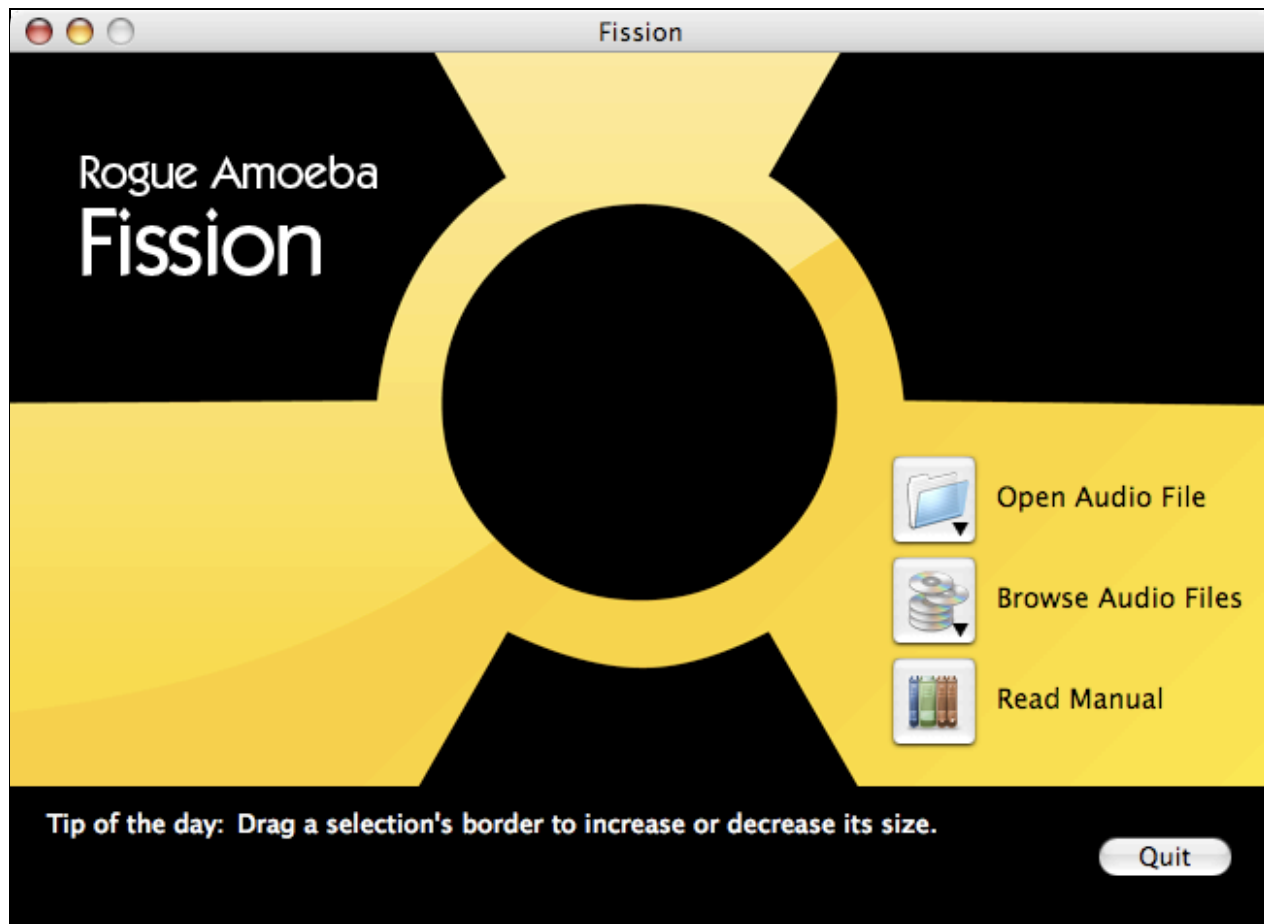 Fission
Rogue Amoeba
Fission
Open Audio File
Browse Audio Files
Read Manual
Tip of the day: Drag a selection's border to increase or decrease its size.
Quit